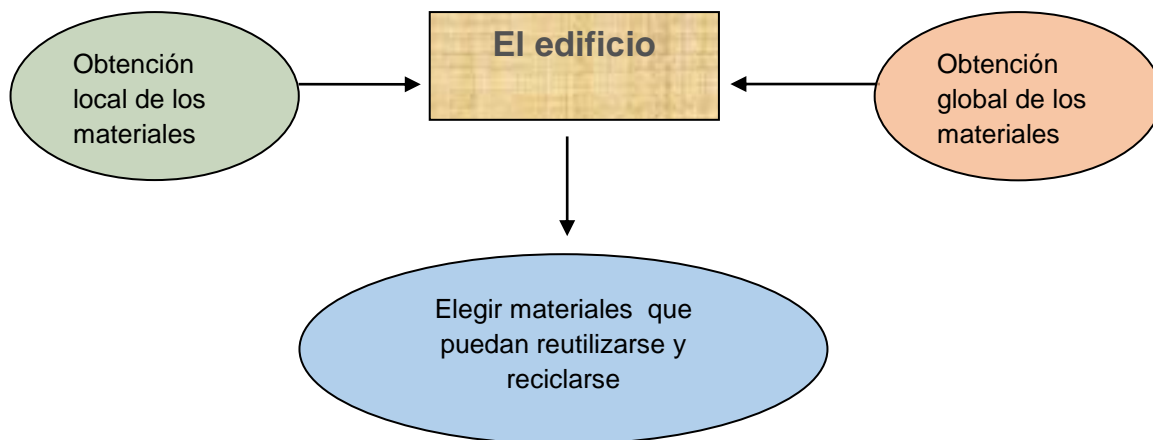 El edificio
Obtención
local de los
materiales
Obtención
global de los
materiales
Elegir materiales  que
puedan reutilizarse y
reciclarse